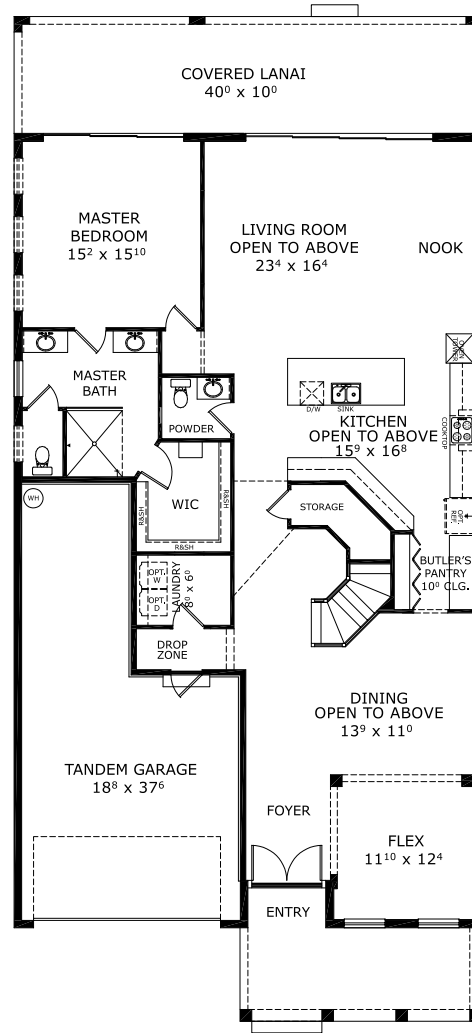 COVERED LANAI
40⁰ x 10⁰
MASTER
BEDROOM
15² x 15¹⁰
LIVING ROOM
OPEN TO ABOVE
23⁴ x 16⁴
NOOK
MASTER
BATH
POWDER
OPT.
TOWER
D/W
SINK
KITCHEN
OPEN TO ABOVE
15⁹ x 16⁸
COOKTOP
WH
WIC
R&SH
R&SH
R&SH
STORAGE
OPT.
REF.
OPT.
W
OPT.
D
LAUNDRY
8⁰ x 6⁰
BUTLER'S
PANTRY
10⁰ CLG.
DROP
ZONE
DINING
OPEN TO ABOVE
13⁹ x 11⁰
TANDEM GARAGE
18⁸ x 37⁶
FOYER
FLEX
11¹⁰ x 12⁴
ENTRY